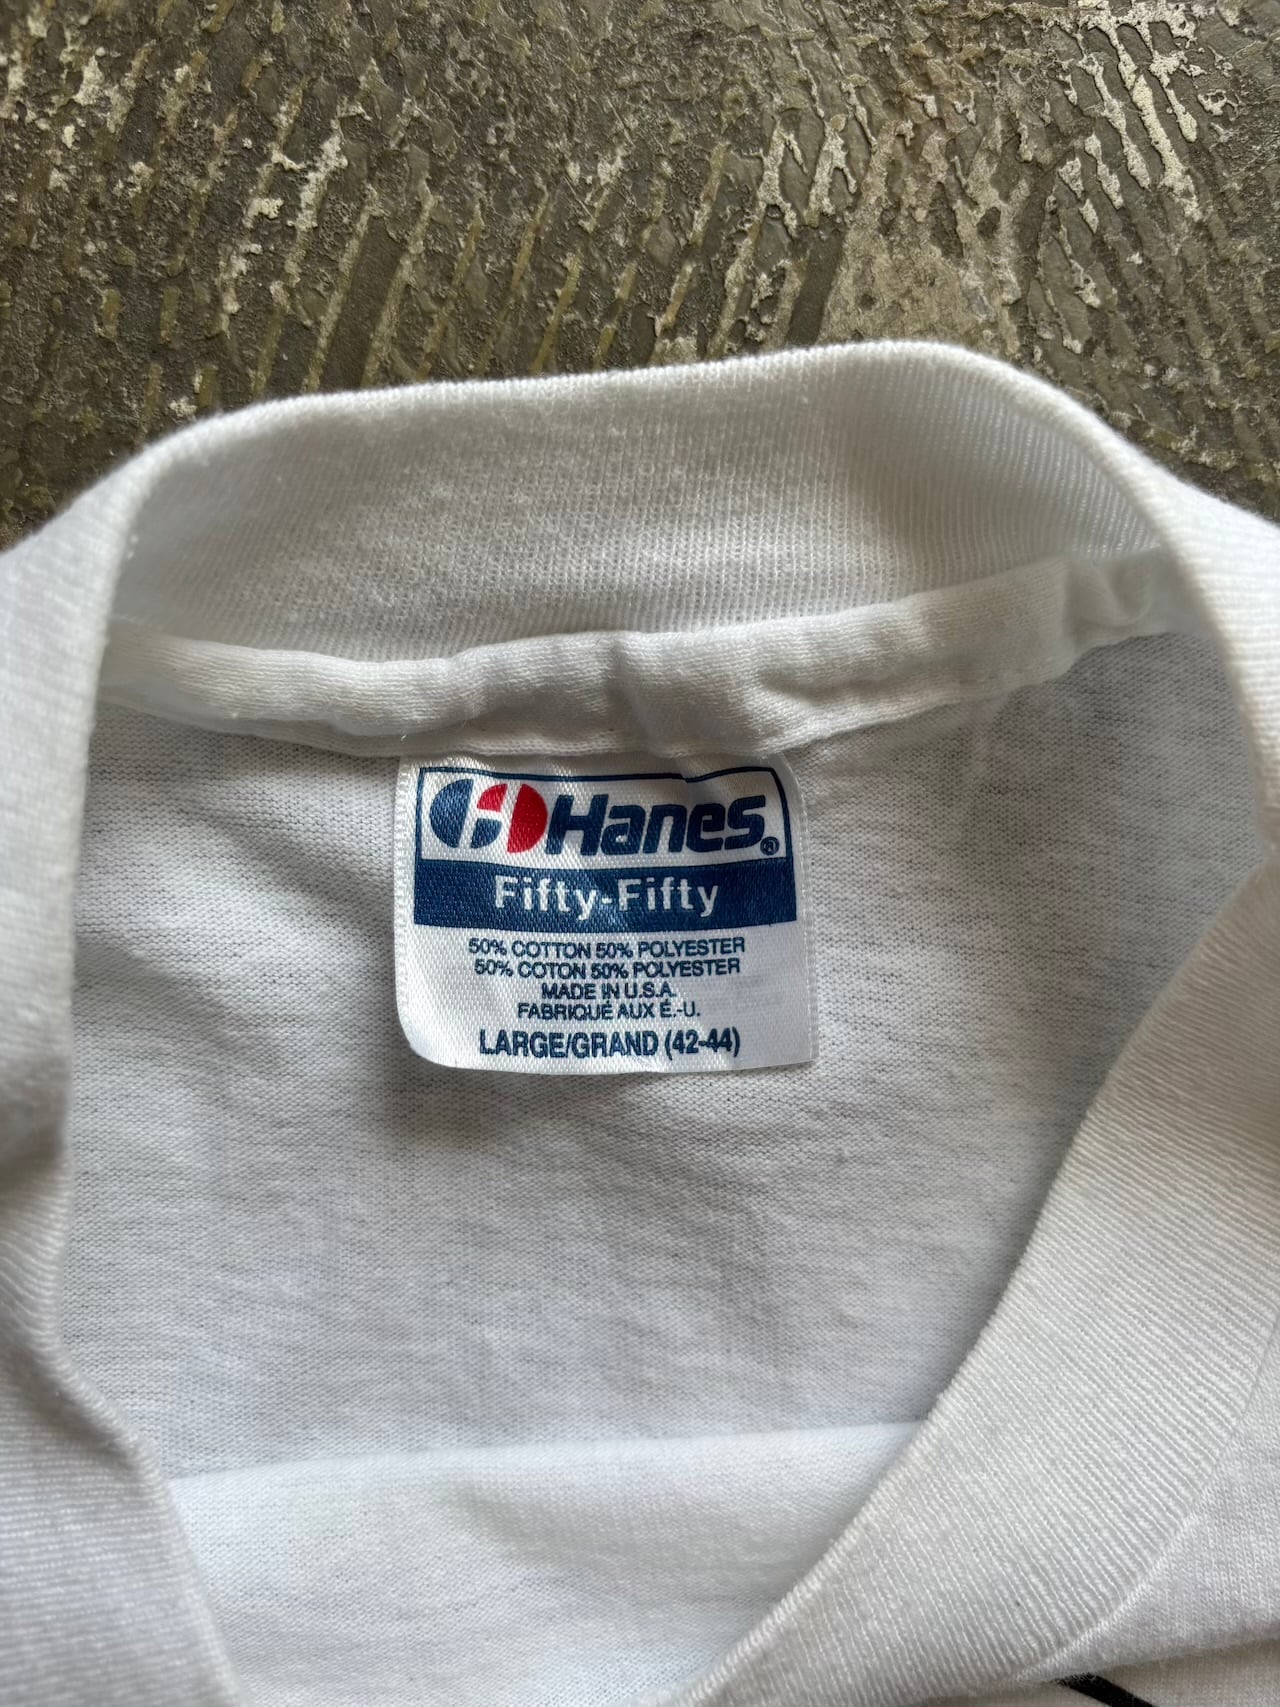 Hanes®
Fifty-Fifty
50% COTTON 50% POLYESTER
50% COTON 50% POLYESTER
MADE IN U.S.A.
FABRIQUÉ AUX É.-U.
LARGE/GRAND (42-44)